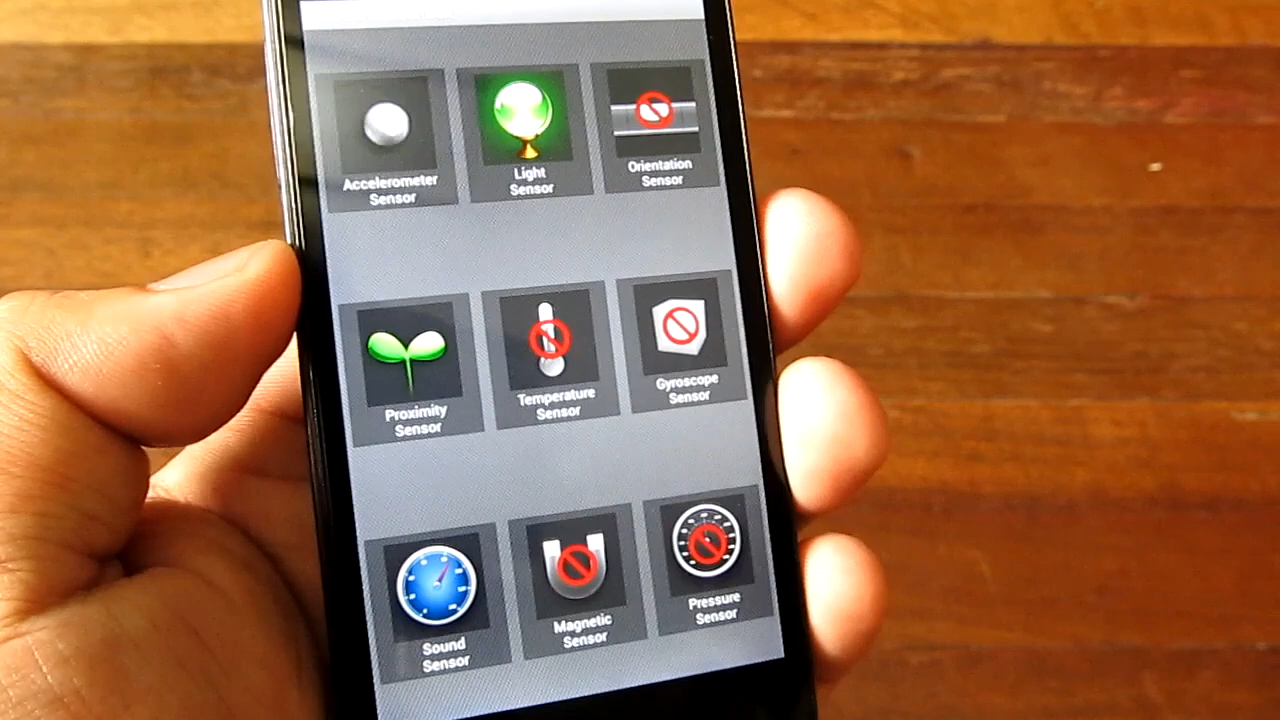 Accelerometer
Sensor
Light
Sensor
Orientation
Sensor
Proximity
Sensor
Temperature
Sensor
Gyroscope
Sensor
Sound
Sensor
Magnetic
Sensor
Pressure
Sensor